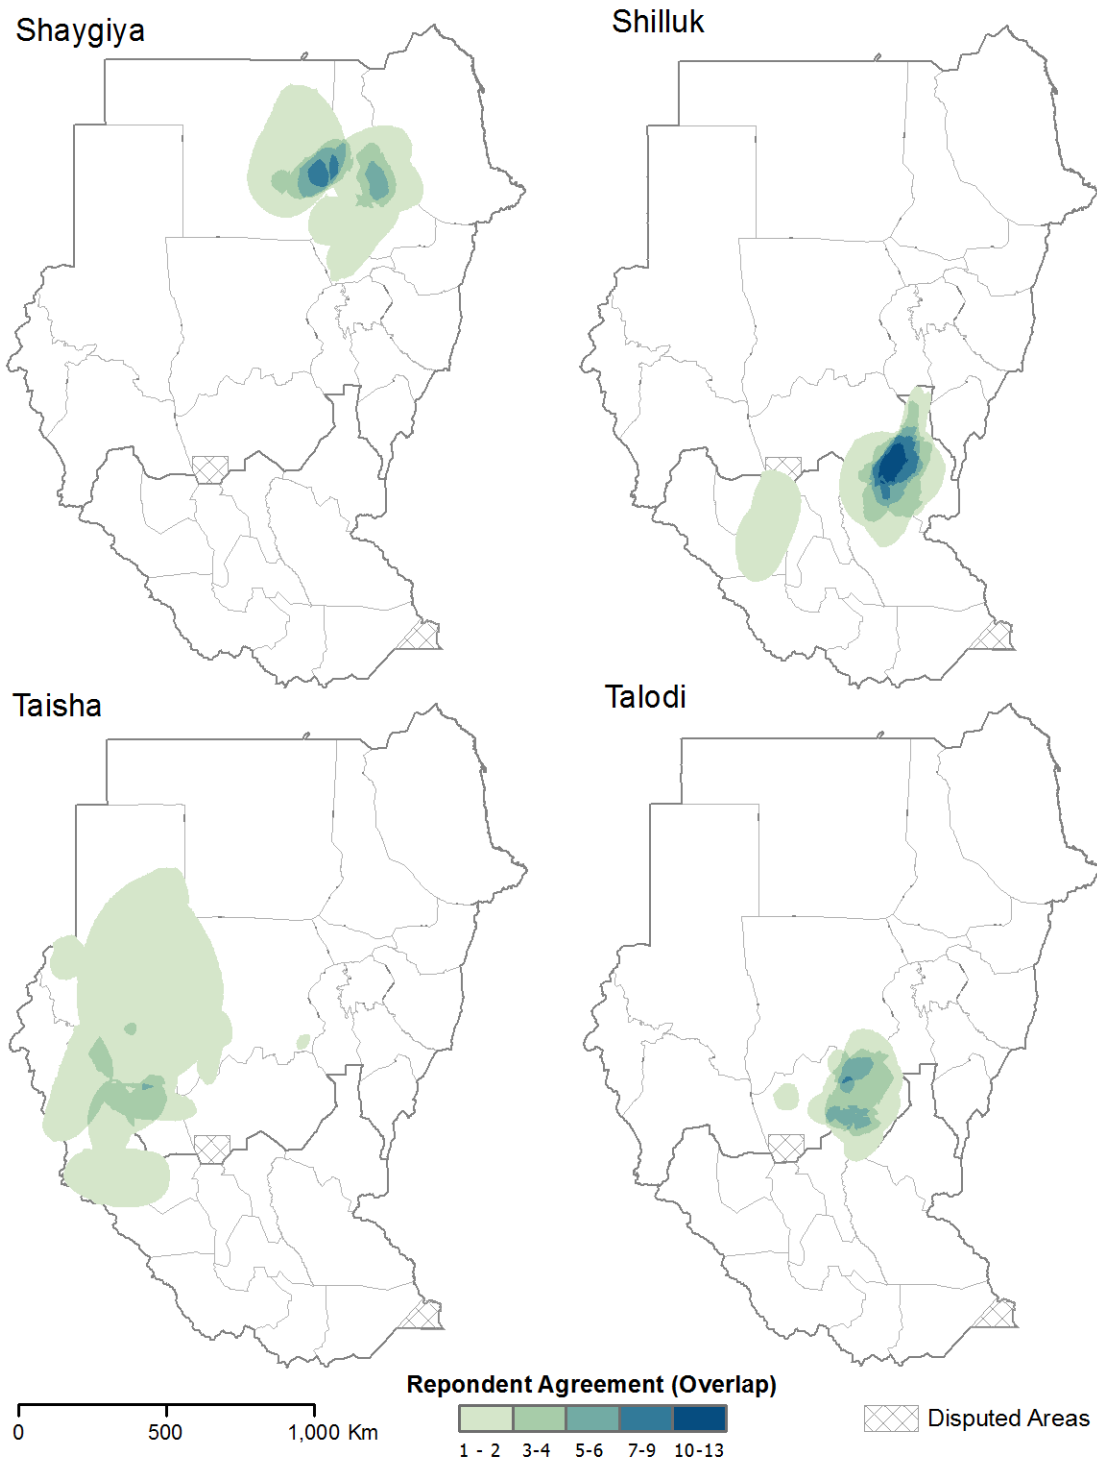 Shaygiya
Shilluk
Taisha
Talodi
Repondent Agreement (Overlap)
0 500 1,000 Km
1 - 2 3-4 5-6 7-9 10-13
Disputed Areas